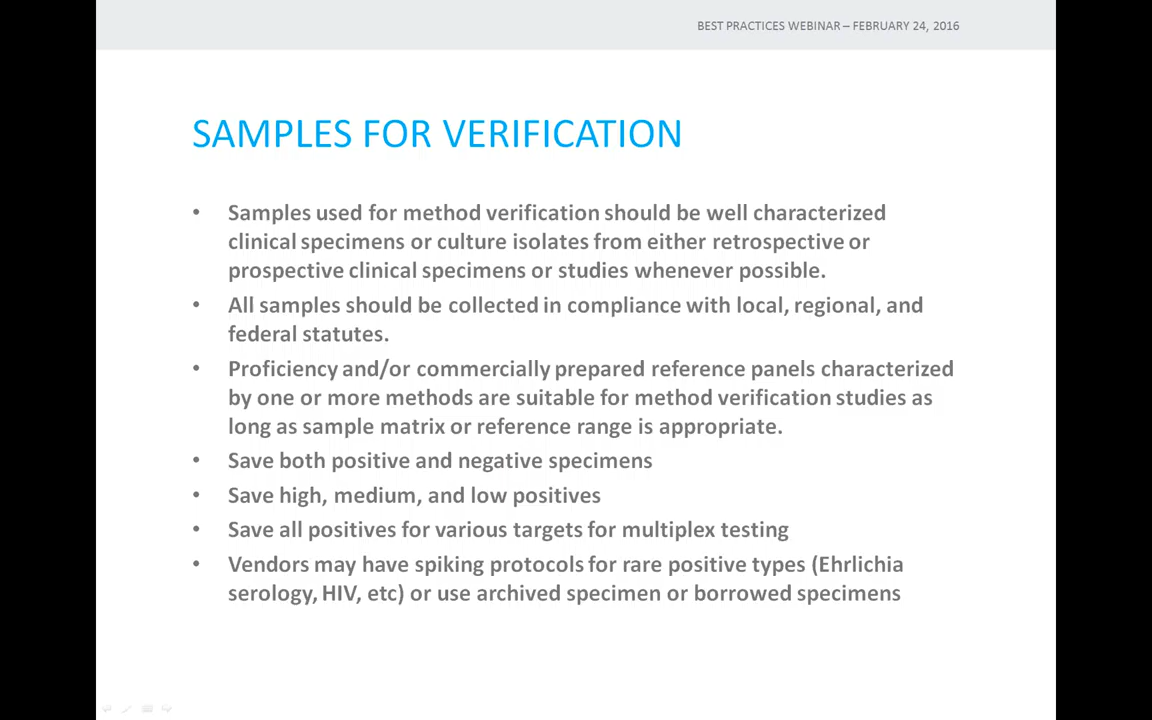 BEST PRACTICES WEBINAR – FEBRUARY 24, 2016
SAMPLES FOR VERIFICATION
• Samples used for method verification should be well characterized
clinical specimens or culture isolates from either retrospective or
prospective clinical specimens or studies whenever possible.
• All samples should be collected in compliance with local, regional, and
federal statutes.
• Proficiency and/or commercially prepared reference panels characterized
by one or more methods are suitable for method verification studies as
long as sample matrix or reference range is appropriate.
• Save both positive and negative specimens
• Save high, medium, and low positives
• Save all positives for various targets for multiplex testing
• Vendors may have spiking protocols for rare positive types (Ehrlichia
serology, HIV, etc) or use archived specimen or borrowed specimens